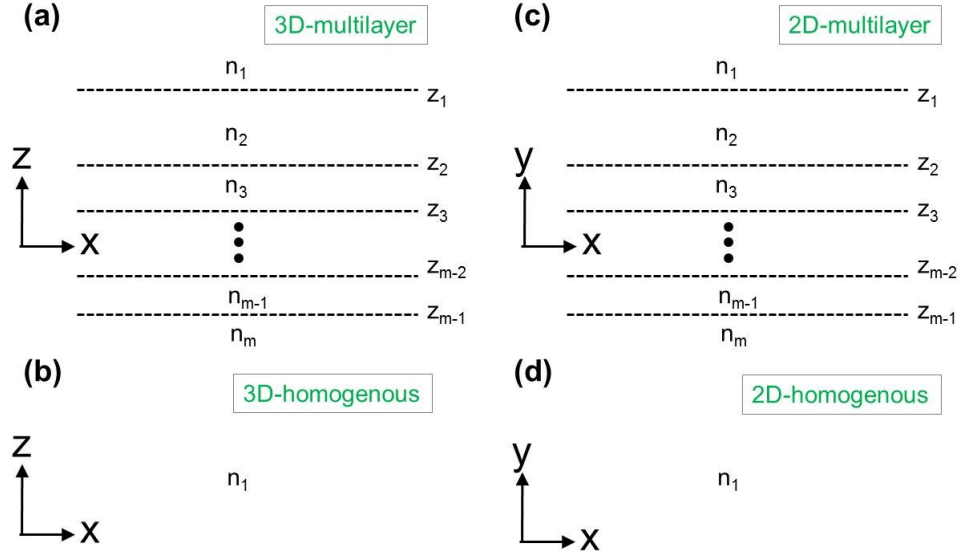 (a)
3D-multilayer
n1
z1
n2
z2
n3
z3
zm-2
nm-1
zm-1
nm
z
x
(c)
2D-multilayer
n1
z1
n2
z2
n3
z3
zm-2
nm-1
zm-1
nm
y
x
(b)
3D-homogenous
z
n1
x
(d)
2D-homogenous
y
n1
x